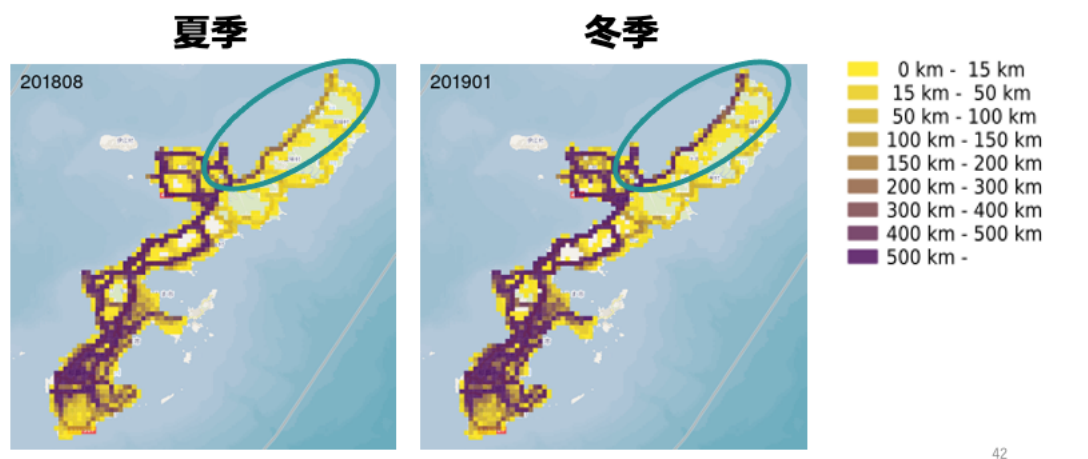 夏季
冬季
201808
201901
0 km - 15 km
15 km - 50 km
50 km - 100 km
100 km - 150 km
150 km - 200 km
200 km - 300 km
300 km - 400 km
400 km - 500 km
500 km -
42